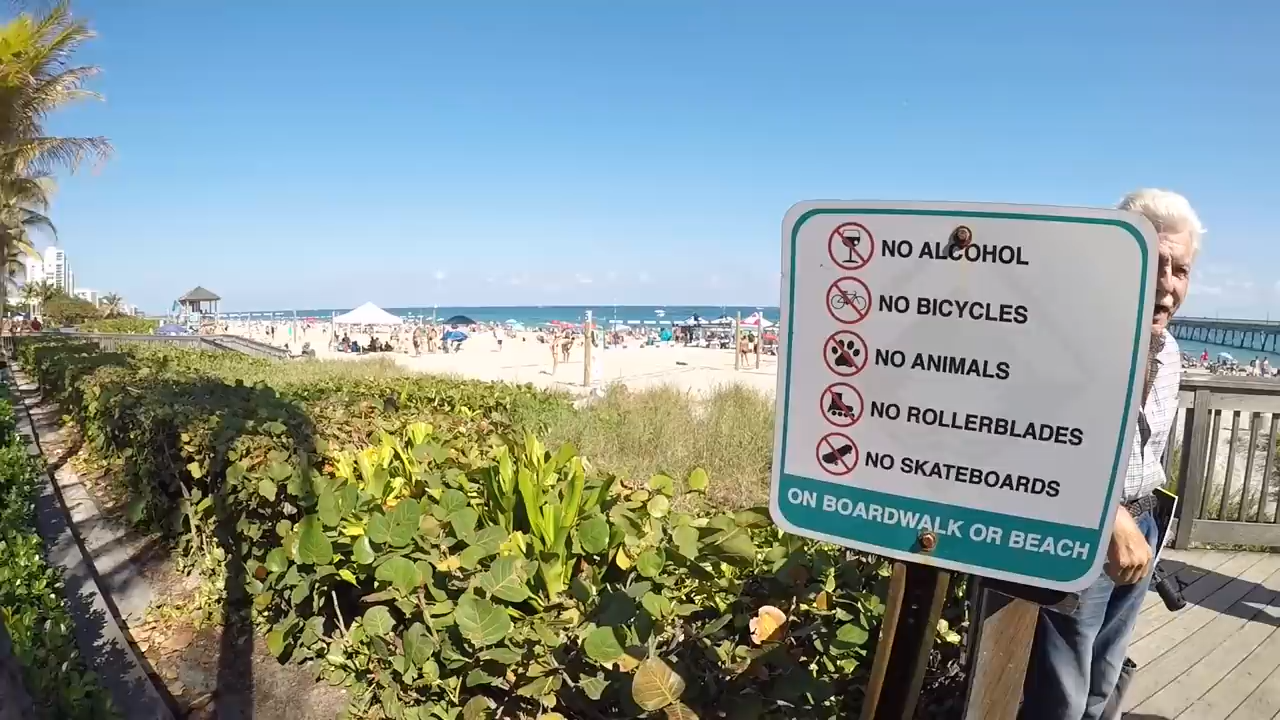 NO ALCOHOL
NO BICYCLES
NO ANIMALS
NO ROLLERBLADES
NO SKATEBOARDS
ON BOARDWALK OR BEACH